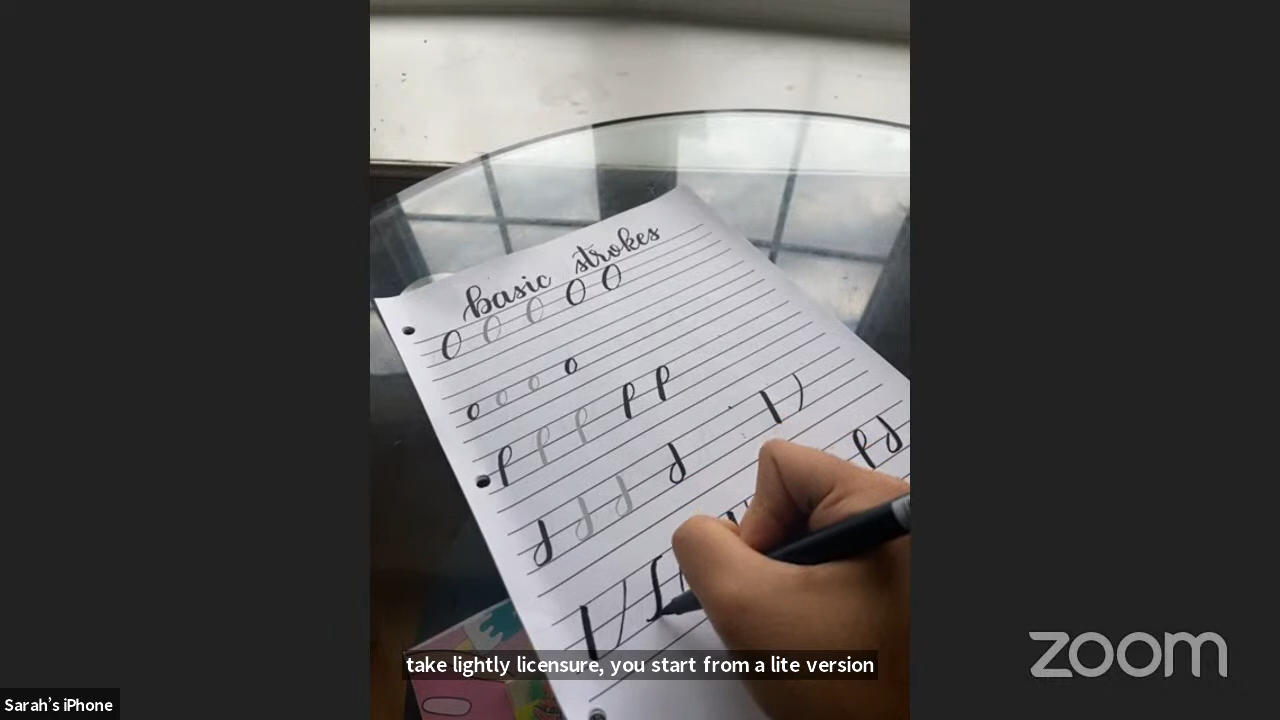 basic strokes
take lightly licensure, you start from a lite version
zoom
Sarah's iPhone